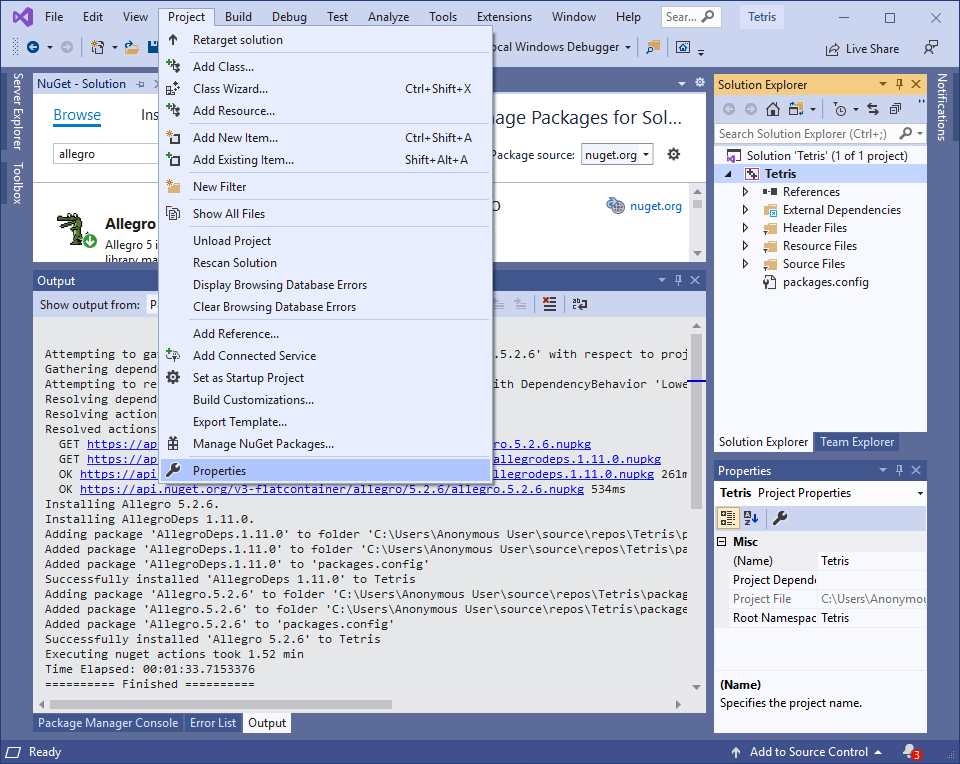 File Edit View Project Build Debug Test Analyze Tools Extensions Window Help Sear... Tetris
Local Windows Debugger Live Share
Server Explorer
Toolbox
NuGet - Solution
Browse Ins
allegro
age Packages for Sol...
Package source: nuget.org
nuget.org
Allegro
Allegro 5 i
library ma
Retarget solution
Add Class...
Class Wizard... Ctrl+Shift+X
Add Resource...
Add New Item... Ctrl+Shift+A
Add Existing Item... Shift+Alt+A
New Filter
Show All Files
Unload Project
Rescan Solution
Display Browsing Database Errors
Clear Browsing Database Errors
Add Reference...
Add Connected Service
Set as Startup Project
Build Customizations...
Export Template...
Manage NuGet Packages...
Properties
Output
Show output from: P
Attempting to ga .5.2.6' with respect to proj
Gathering depend
Attempting to re ith DependencyBehavior 'Lowe
Resolving depend
Resolving action
Resolved actions
GET https://ap ro.5.2.6.nupkg
GET https://ap allegrodeps.1.11.0.nupkg
OK https://api allegrodeps.1.11.0.nupkg 261m
OK https://api.nuget.org/v3-flatcontainer/allegro/5.2.6/allegro.5.2.6.nupkg 534ms
Installing Allegro 5.2.6.
Installing AllegroDeps 1.11.0.
Adding package 'AllegroDeps.1.11.0' to folder 'C:\Users\Anonymous User\source\repos\Tetris\p
Added package 'AllegroDeps.1.11.0' to folder 'C:\Users\Anonymous User\source\repos\Tetris\pa
Added package 'AllegroDeps.1.11.0' to 'packages.config'
Successfully installed 'AllegroDeps 1.11.0' to Tetris
Adding package 'Allegro.5.2.6' to folder 'C:\Users\Anonymous User\source\repos\Tetris\packag
Added package 'Allegro.5.2.6' to folder 'C:\Users\Anonymous User\source\repos\Tetris\package
Added package 'Allegro.5.2.6' to 'packages.config'
Successfully installed 'Allegro 5.2.6' to Tetris
Executing nuget actions took 1.52 min
Time Elapsed: 00:01:33.7153376
========== Finished ==========
Package Manager Console Error List Output
Solution Explorer
Search Solution Explorer (Ctrl+;)
Solution 'Tetris' (1 of 1 project)
Tetris
References
External Dependencies
Header Files
Resource Files
Source Files
packages.config
Solution Explorer Team Explorer
Properties
Tetris Project Properties
Misc
(Name) Tetris
Project Depende
Project File C:\Users\Anonymou
Root Namespac Tetris
(Name)
Specifies the project name.
Notifications
Ready Add to Source Control 3